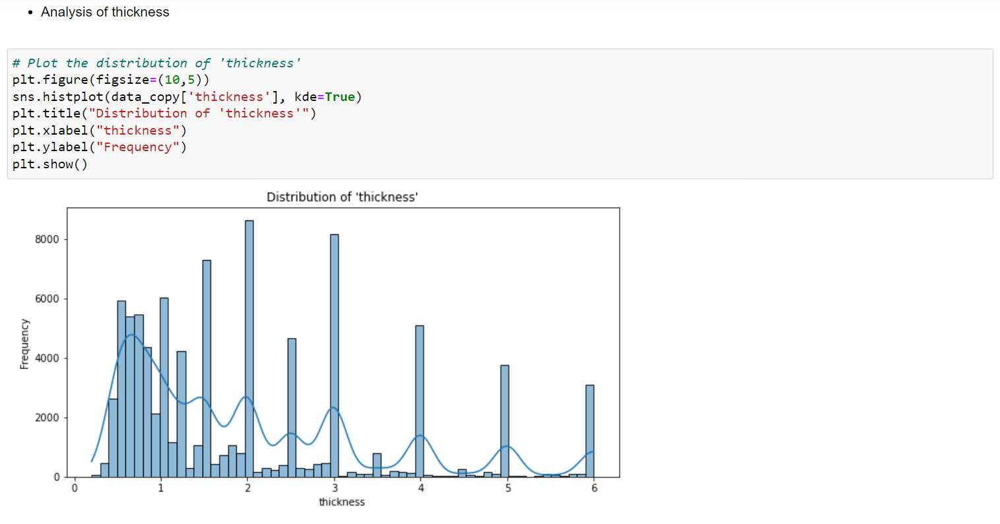 • Analysis of thickness
# Plot the distribution of 'thickness'
plt.figure(figsize=(10,5))
sns.histplot(data_copy['thickness'], kde=True)
plt.title("Distribution of 'thickness'")
plt.xlabel("thickness")
plt.ylabel("Frequency")
plt.show()
Distribution of 'thickness'
8000
6000
4000
2000
0
Frequency
0 1 2 3 4 5 6
thickness